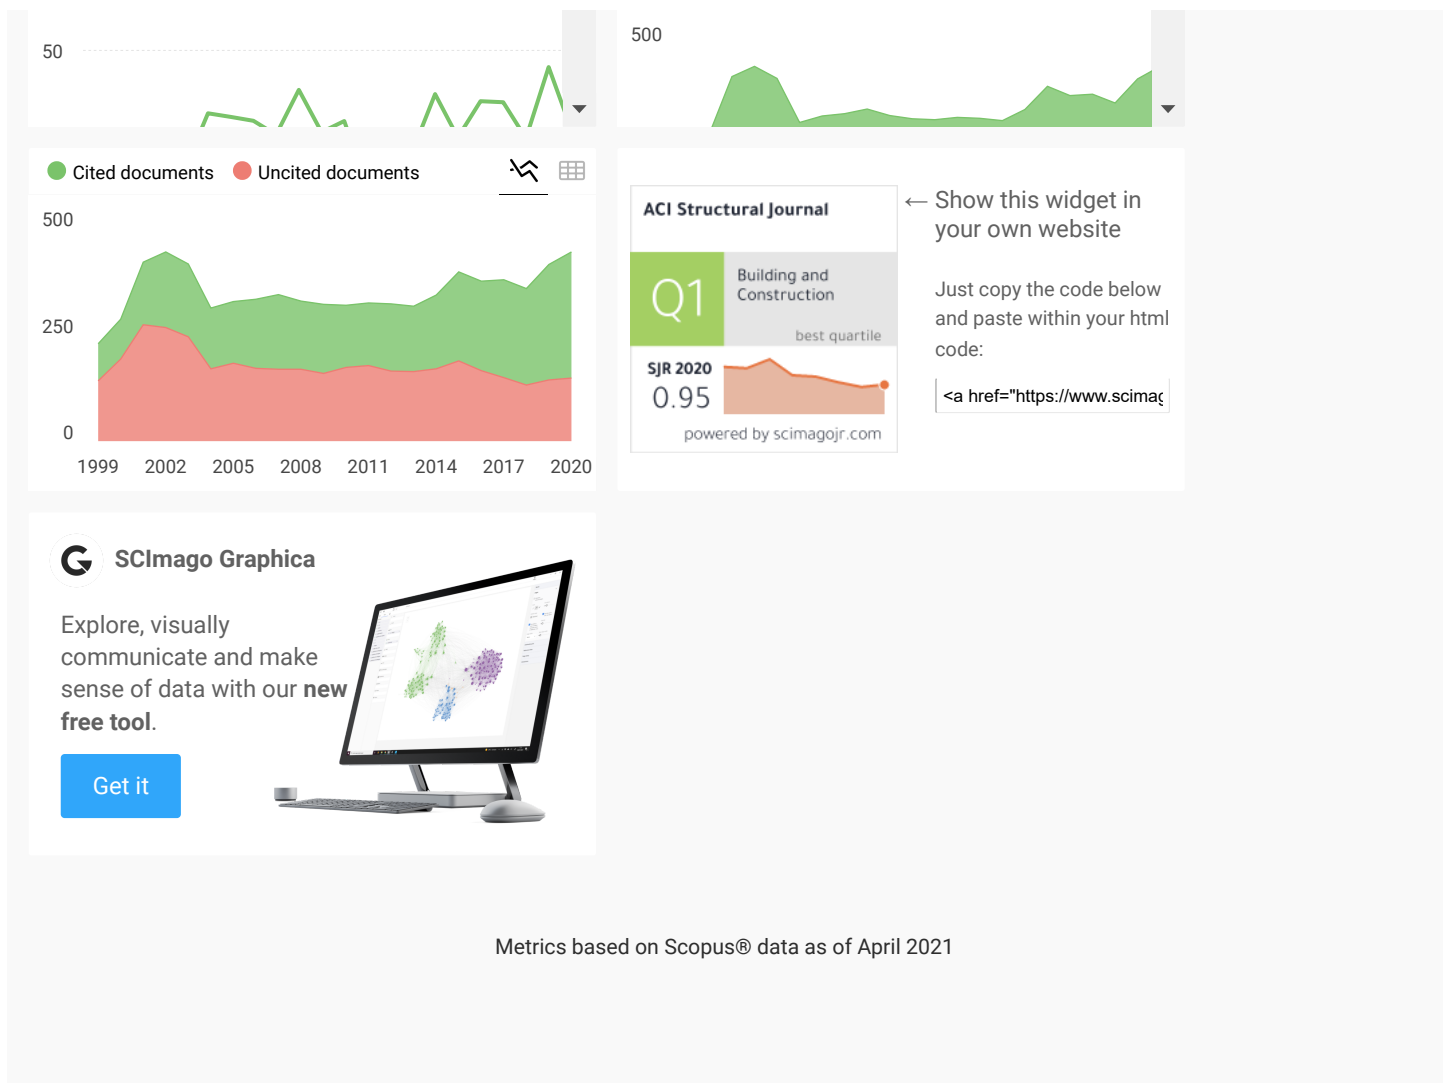 50
500
Cited documents
Uncited documents
500
250
0
1999 2002 2005 2008 2011 2014 2017 2020
ACI Structural Journal
Q1
Building and
Construction
best quartile
SJR 2020
0.95
powered by scimagojr.com
← Show this widget in
your own website
Just copy the code below
and paste within your html
code:
<a href="https://www.scimag
SCImago Graphica
Explore, visually
communicate and make
sense of data with our new
free tool.
Get it
Metrics based on Scopus® data as of April 2021